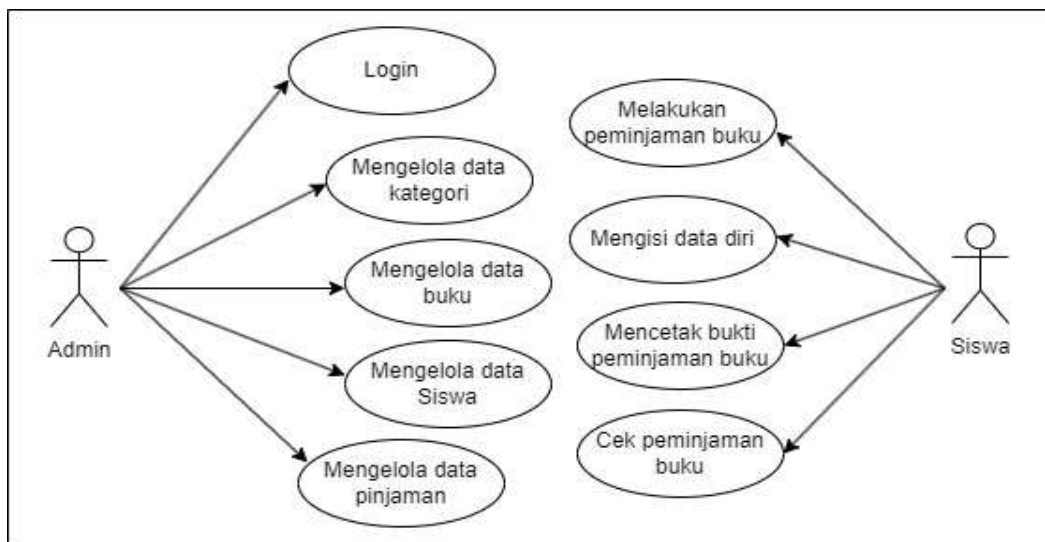 Login
Mengelola data
kategori
Mengelola data
buku
Mengelola data
Siswa
Mengelola data
pinjaman
Admin
Melakukan
peminjaman buku
Mengisi data diri
Mencetak bukti
peminjaman buku
Cek peminjaman
buku
Siswa